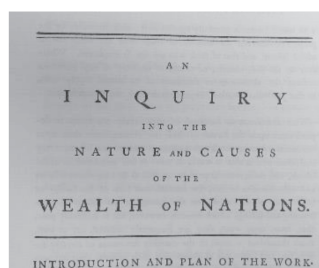 AN
INQUIRY
INTO THE
NATURE AND CAUSES
OF THE
WEALTH OF NATIONS.
INTRODUCTION AND PLAN OF THE WORK.